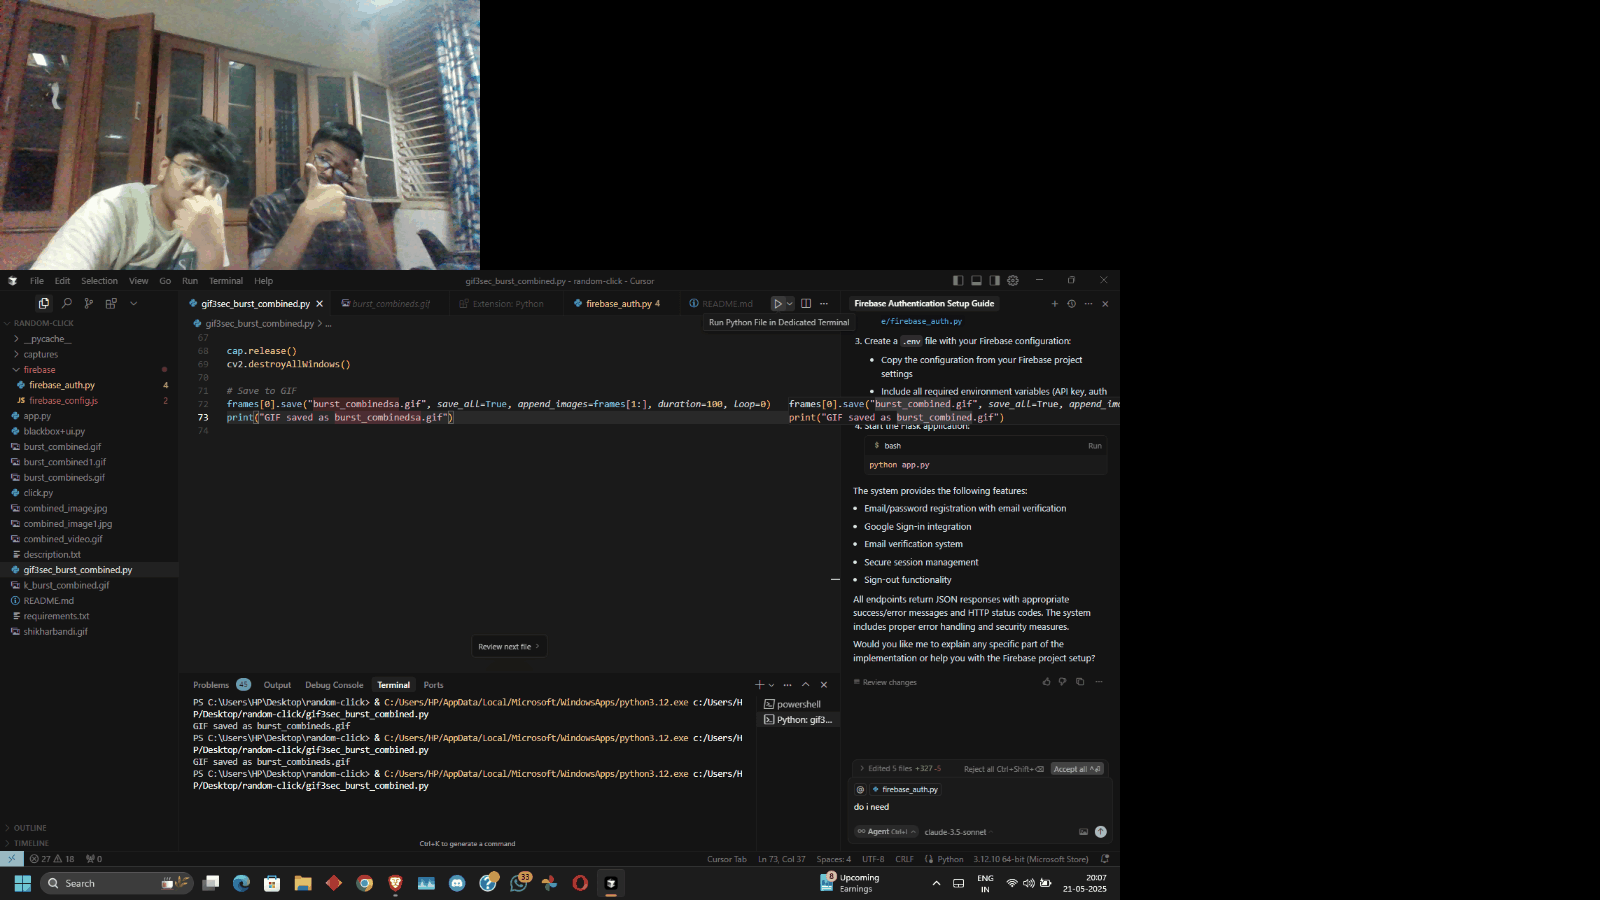 File Edit Selection View Go Run Terminal Help
gif3sec_burst_combined.py - random-click - Cursor
gif3sec_burst_combined.py
burst_combineds.gif
Extension: Python
firebase_auth.py 4
README.md
Firebase Authentication Setup Guide
RANDOM-CLICK
__pycache__
captures
firebase
firebase_auth.py 4
firebase_config.js 2
app.py
blackbox+ui.py
burst_combined.gif
burst_combined1.gif
burst_combineds.gif
click.py
combined_image.jpg
combined_image1.jpg
combined_video.gif
description.txt
gif3sec_burst_combined.py
k_burst_combined.gif
README.md
requirements.txt
shikharbandi.gif
OUTLINE
TIMELINE
gif3sec_burst_combined.py > ...
Run Python File in Dedicated Terminal
67
68 cap.release()
69 cv2.destroyAllWindows()
70
71 # Save to GIF
72 frames[0].save("burst_combinedsa.gif", save_all=True, append_images=frames[1:], duration=100, loop=0)
73 print("GIF saved as burst_combinedsa.gif")
74
frames[0].save("burst_combined.gif", save_all=True, append_im
print("GIF saved as burst_combined.gif")
Review next file >
Problems 45 Output Debug Console Terminal Ports
PS C:\Users\HP\Desktop\random-click> & C:/Users/HP/AppData/Local/Microsoft/WindowsApps/python3.12.exe c:/Users/H
P/Desktop/random-click/gif3sec_burst_combined.py
GIF saved as burst_combineds.gif
PS C:\Users\HP\Desktop\random-click> & C:/Users/HP/AppData/Local/Microsoft/WindowsApps/python3.12.exe c:/Users/H
P/Desktop/random-click/gif3sec_burst_combined.py
GIF saved as burst_combineds.gif
PS C:\Users\HP\Desktop\random-click> & C:/Users/HP/AppData/Local/Microsoft/WindowsApps/python3.12.exe c:/Users/H
P/Desktop/random-click/gif3sec_burst_combined.py
powershell
Python: gif3...
Ctrl+K to generate a command
e/firebase_auth.py
3. Create a .env file with your Firebase configuration:
Copy the configuration from your Firebase project
settings
Include all required environment variables (API key, auth
4. Start the Flask application:
$ bash Run
python app.py
The system provides the following features:
Email/password registration with email verification
Google Sign-in integration
Email verification system
Secure session management
Sign-out functionality
All endpoints return JSON responses with appropriate
success/error messages and HTTP status codes. The system
includes proper error handling and security measures.
Would you like me to explain any specific part of the
implementation or help you with the Firebase project setup?
Review changes
Edited 5 files +327 -5 Reject all Ctrl+Shift+⌫ Accept all ^⏎
@ firebase_auth.py
do i need
Agent Ctrl+I claude-3.5-sonnet
27 18 0
Cursor Tab Ln 73, Col 37 Spaces: 4 UTF-8 CRLF Python 3.12.10 64-bit (Microsoft Store)
Search
33
8
Upcoming
Earnings
ENG
IN
20:07
21-05-2025